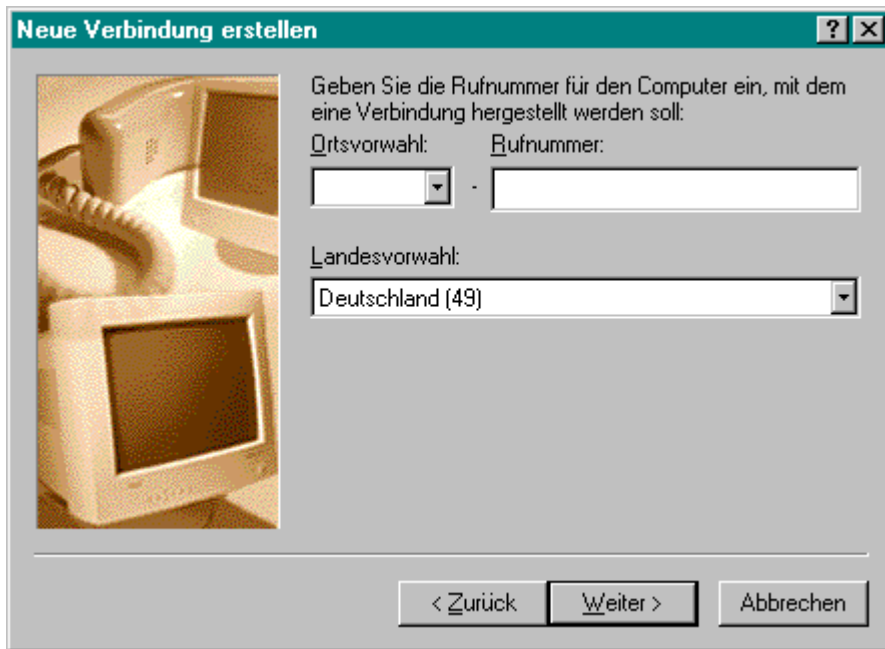 Neue Verbindung erstellen
Geben Sie die Rufnummer für den Computer ein, mit dem
eine Verbindung hergestellt werden soll:
Ortsvorwahl: Rufnummer:
-
Landesvorwahl:
Deutschland (49)
< Zurück Weiter > Abbrechen